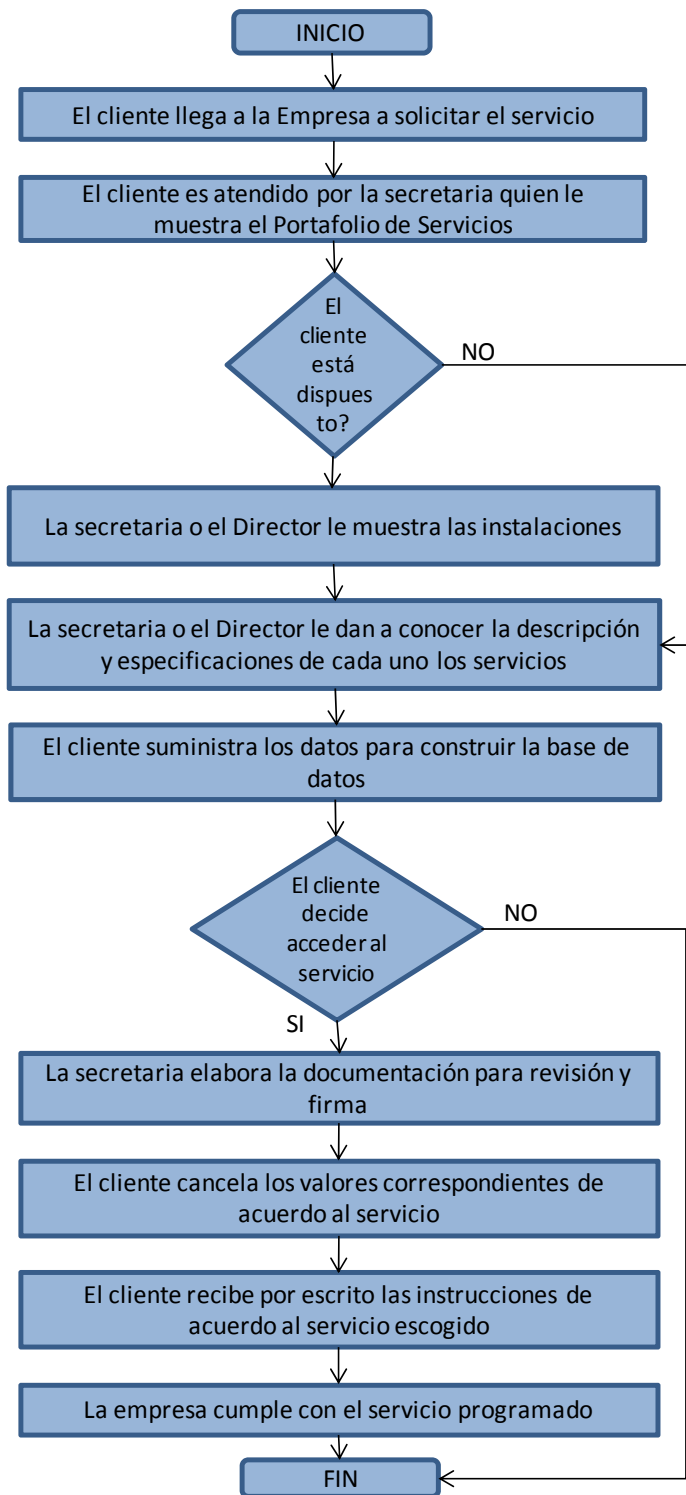 INICIO
El cliente llega a la Empresa a solicitar el servicio
El cliente es atendido por la secretaria quien le
muestra el Portafolio de Servicios
El
cliente
está
dispues
to?
NO
La secretaria o el Director le muestra las instalaciones
La secretaria o el Director le dan a conocer la descripción
y especificaciones de cada uno los servicios
El cliente suministra los datos para construir la base de
datos
El cliente
decide
acceder al
servicio
NO
SI
La secretaria elabora la documentación para revisión y
firma
El cliente cancela los valores correspondientes de
acuerdo al servicio
El cliente recibe por escrito las instrucciones de
acuerdo al servicio escogido
La empresa cumple con el servicio programado
FIN